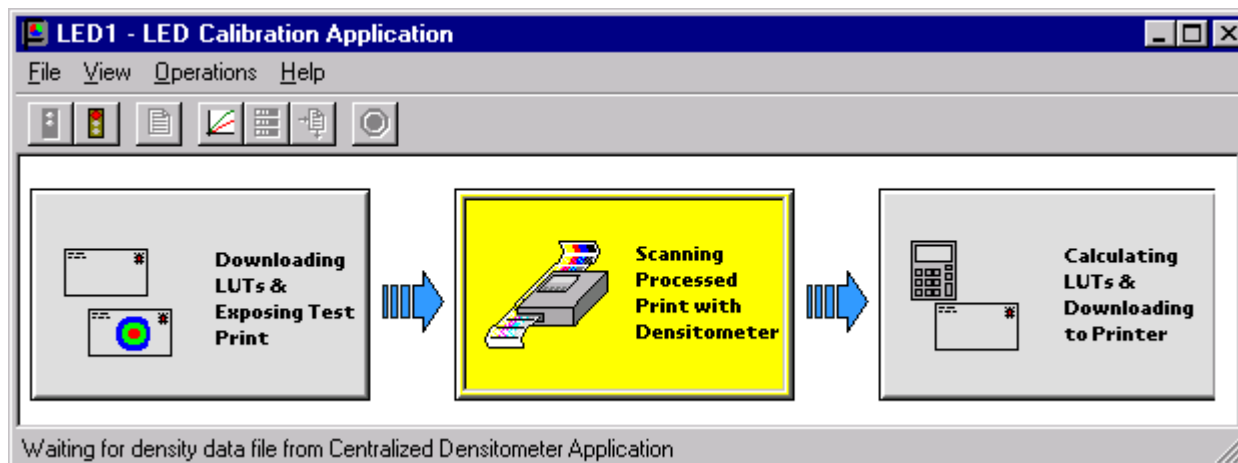 LED1 - LED Calibration Application
File View Operations Help
Downloading
LUTs &
Exposing Test
Print
Scanning
Processed
Print with
Densitometer
Calculating
LUTs &
Downloading
to Printer
Waiting for density data file from Centralized Densitometer Application